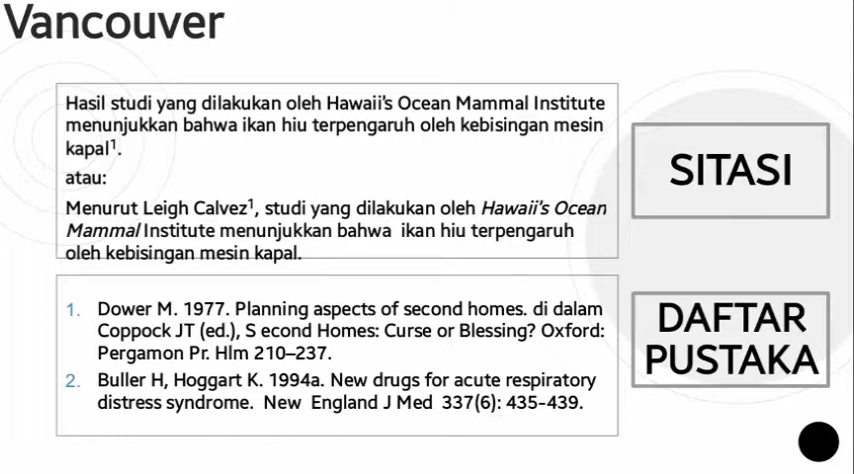 Vancouver
Hasil studi yang dilakukan oleh Hawaii's Ocean Mammal Institute
menunjukkan bahwa ikan hiu terpengaruh oleh kebisingan mesin
kapal¹.
atau:
Menurut Leigh Calvez¹, studi yang dilakukan oleh Hawaii's Ocean
Mammal Institute menunjukkan bahwa ikan hiu terpengaruh
oleh kebisingan mesin kapal.
SITASI
1. Dower M. 1977. Planning aspects of second homes. di dalam
Coppock JT (ed.), S econd Homes: Curse or Blessing? Oxford:
Pergamon Pr. Hlm 210–237.
2. Buller H, Hoggart K. 1994a. New drugs for acute respiratory
distress syndrome. New England J Med 337(6): 435-439.
DAFTAR
PUSTAKA